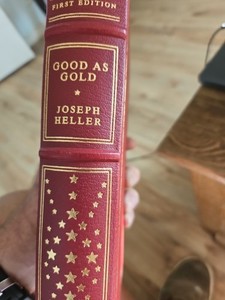 FIRST EDITION
GOOD AS
GOLD
JOSEPH
HELLER